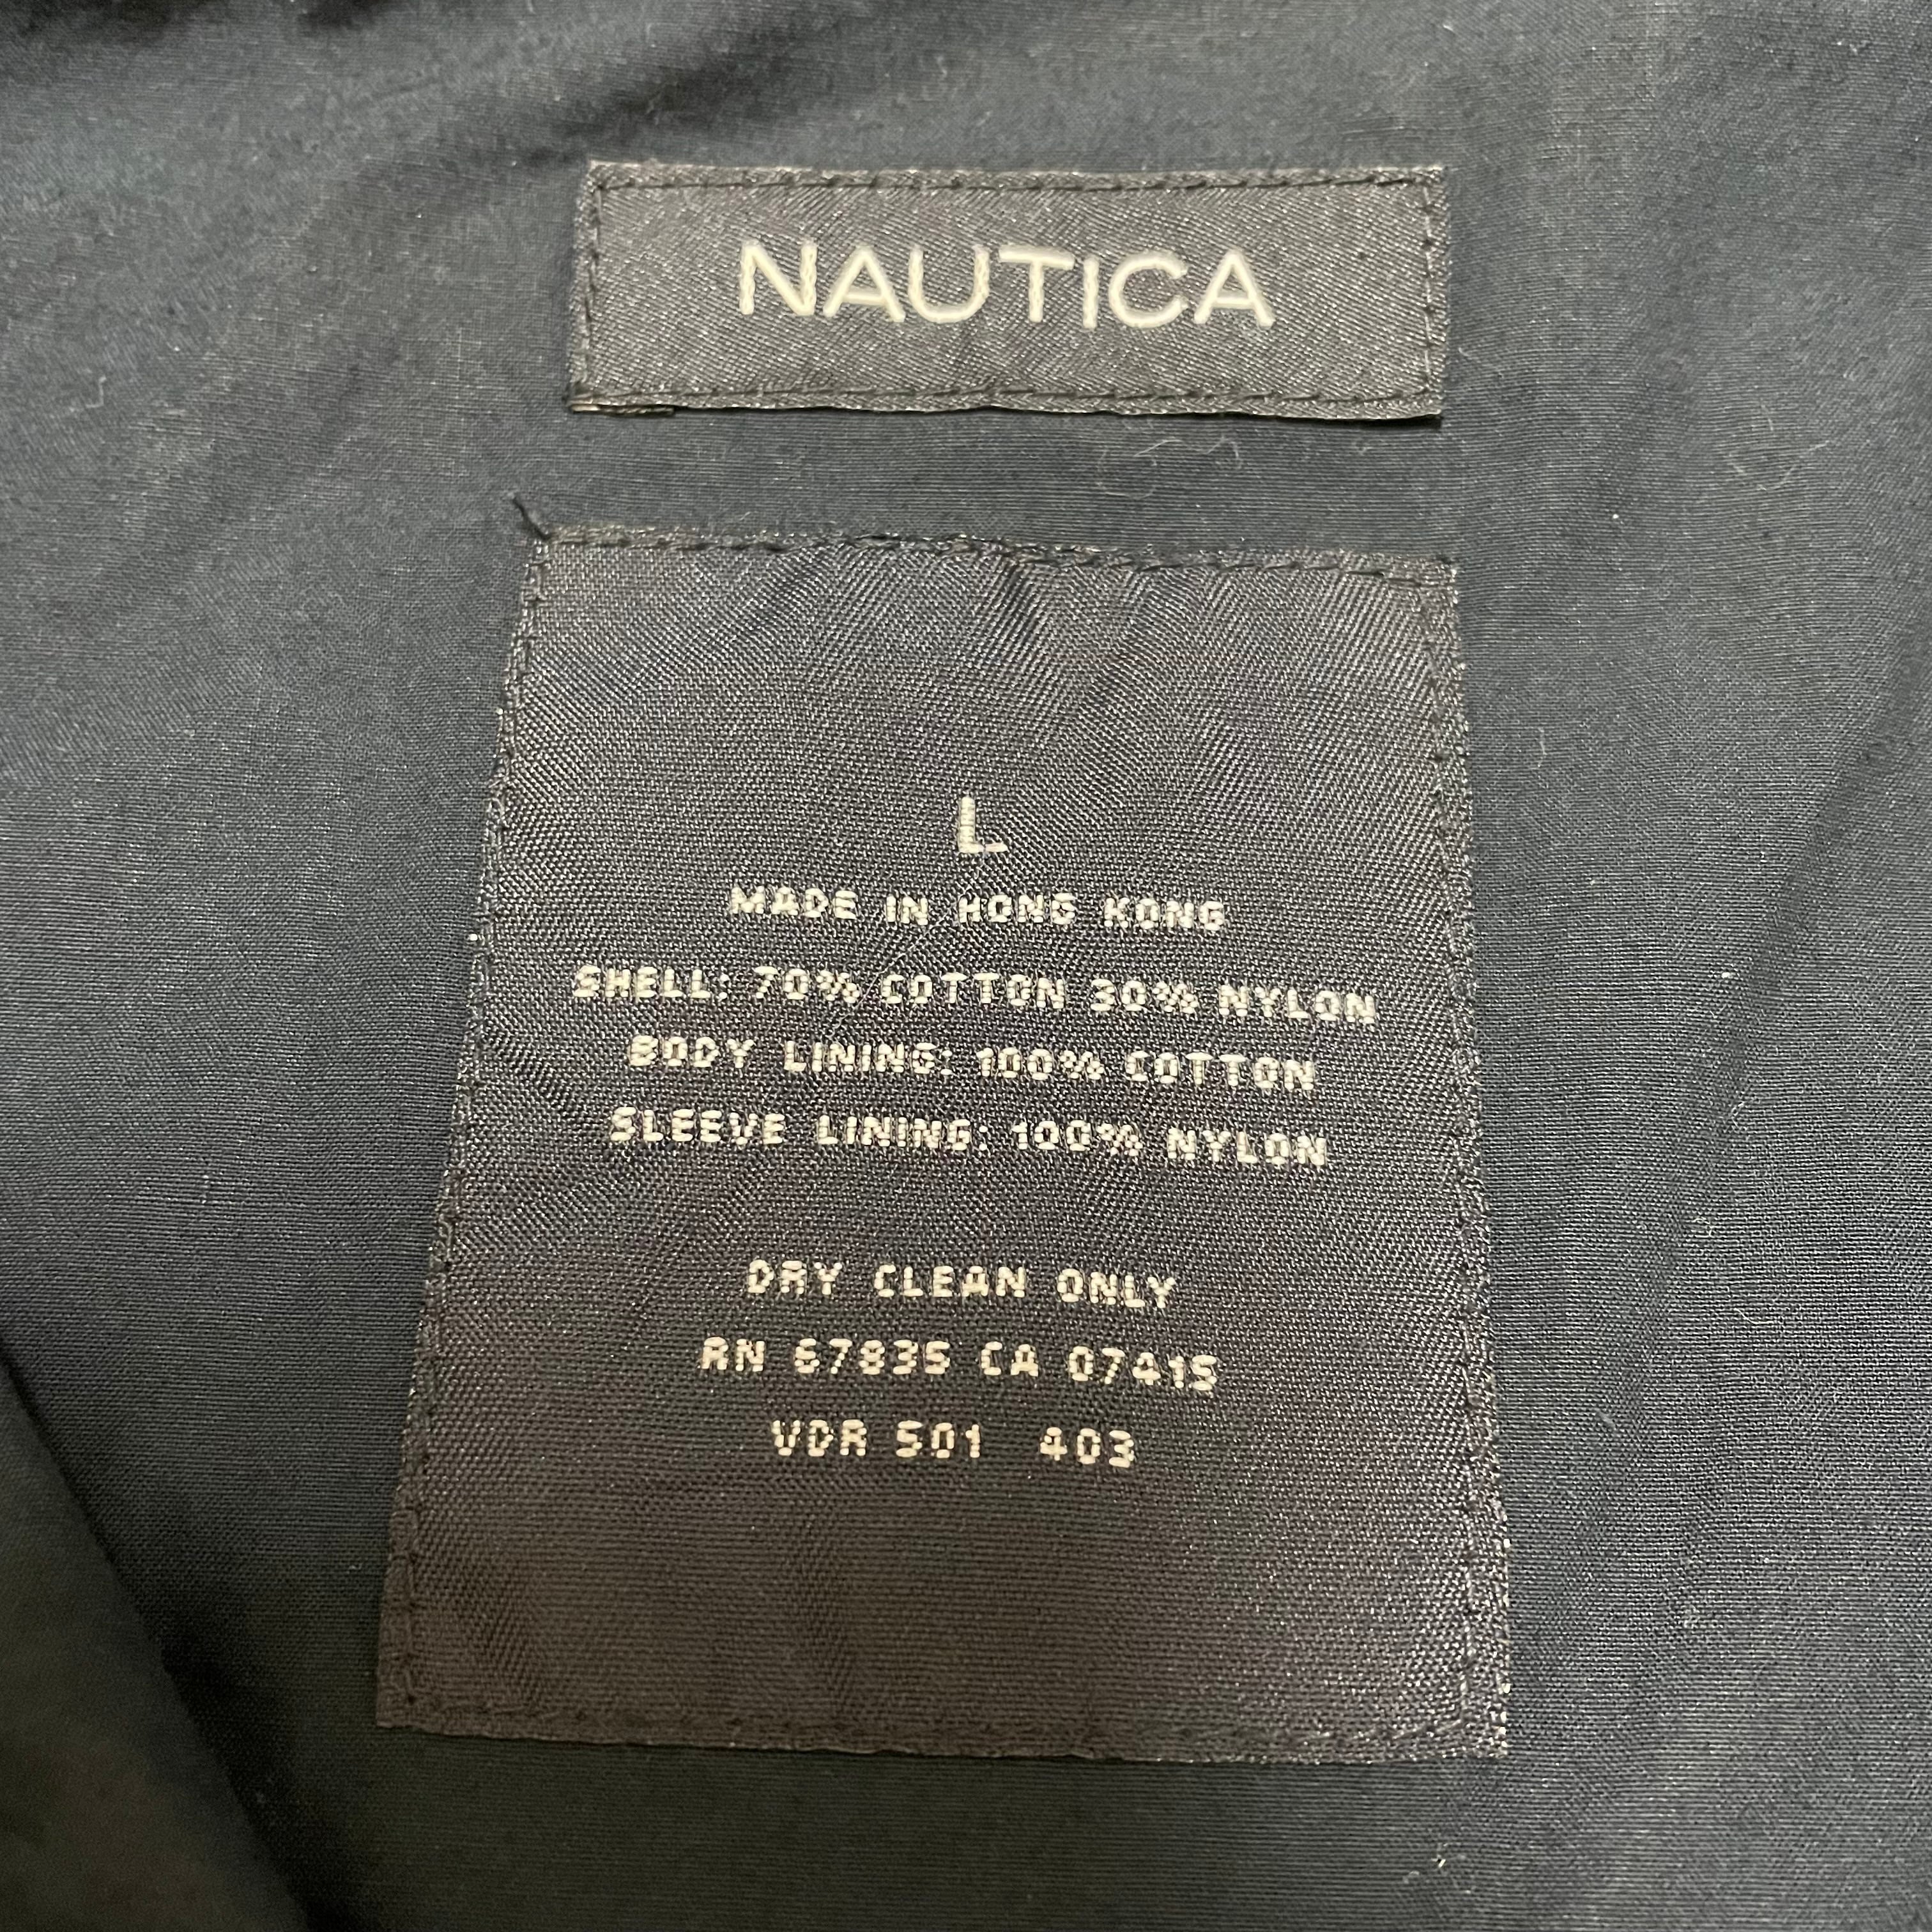 NAUTICA
L
MADE IN HONG KONG
SHELL: 70% COTTON 30% NYLON
BODY LINING: 100% COTTON
SLEEVE LINING: 100% NYLON
DRY CLEAN ONLY
RN 67835 CA 07415
VDR 501 403